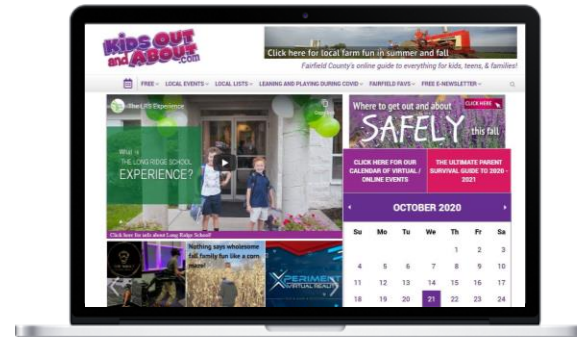 KiDS OUT
and ABOUT.com
Click here for local farm fun in summer and fall
Fairfield County's online guide to everything for kids, teens, & families!
FREE LOCAL EVENTS LOCAL LISTS LEANING AND PLAYING DURING COVID FAIRFIELD FAVS FREE E-NEWSLETTER
The LRS Experience
What is
THE LONG RIDGE SCHOOL
EXPERIENCE?
Click here for info about Long Ridge School!
Where to get out and about
CLICK HERE
SAFELY this fall
CLICK HERE FOR OUR
CALENDAR OF VIRTUAL /
ONLINE EVENTS
THE ULTIMATE PARENT
SURVIVAL GUIDE TO 2020 -
2021
OCTOBER 2020
Su Mo Tu We Th Fr Sa
1 2 3
4 5 6 7 8 9 10
11 12 13 14 15 16 17
18 19 20 21 22 23 24
Nothing says wholesome
fall family fun like a corn
maze!
XPERIMENT
VIRTUAL REALITY